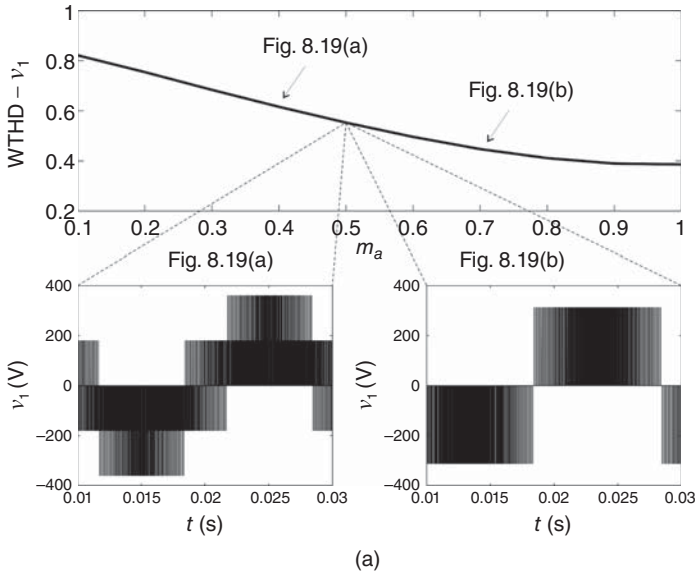 1
0.8
0.6
0.4
0.2
WTHD – v₁
Fig. 8.19(a)
Fig. 8.19(b)
0.1 0.2 0.3 0.4 0.5 0.6 0.7 0.8 0.9 1
mₐ
Fig. 8.19(a)
Fig. 8.19(b)
400
200
0
−200
−400
v₁ (V)
0.01 0.015 0.02 0.025 0.03
t (s)
400
200
0
−200
−400
v₁ (V)
0.01 0.015 0.02 0.025 0.03
t (s)
(a)